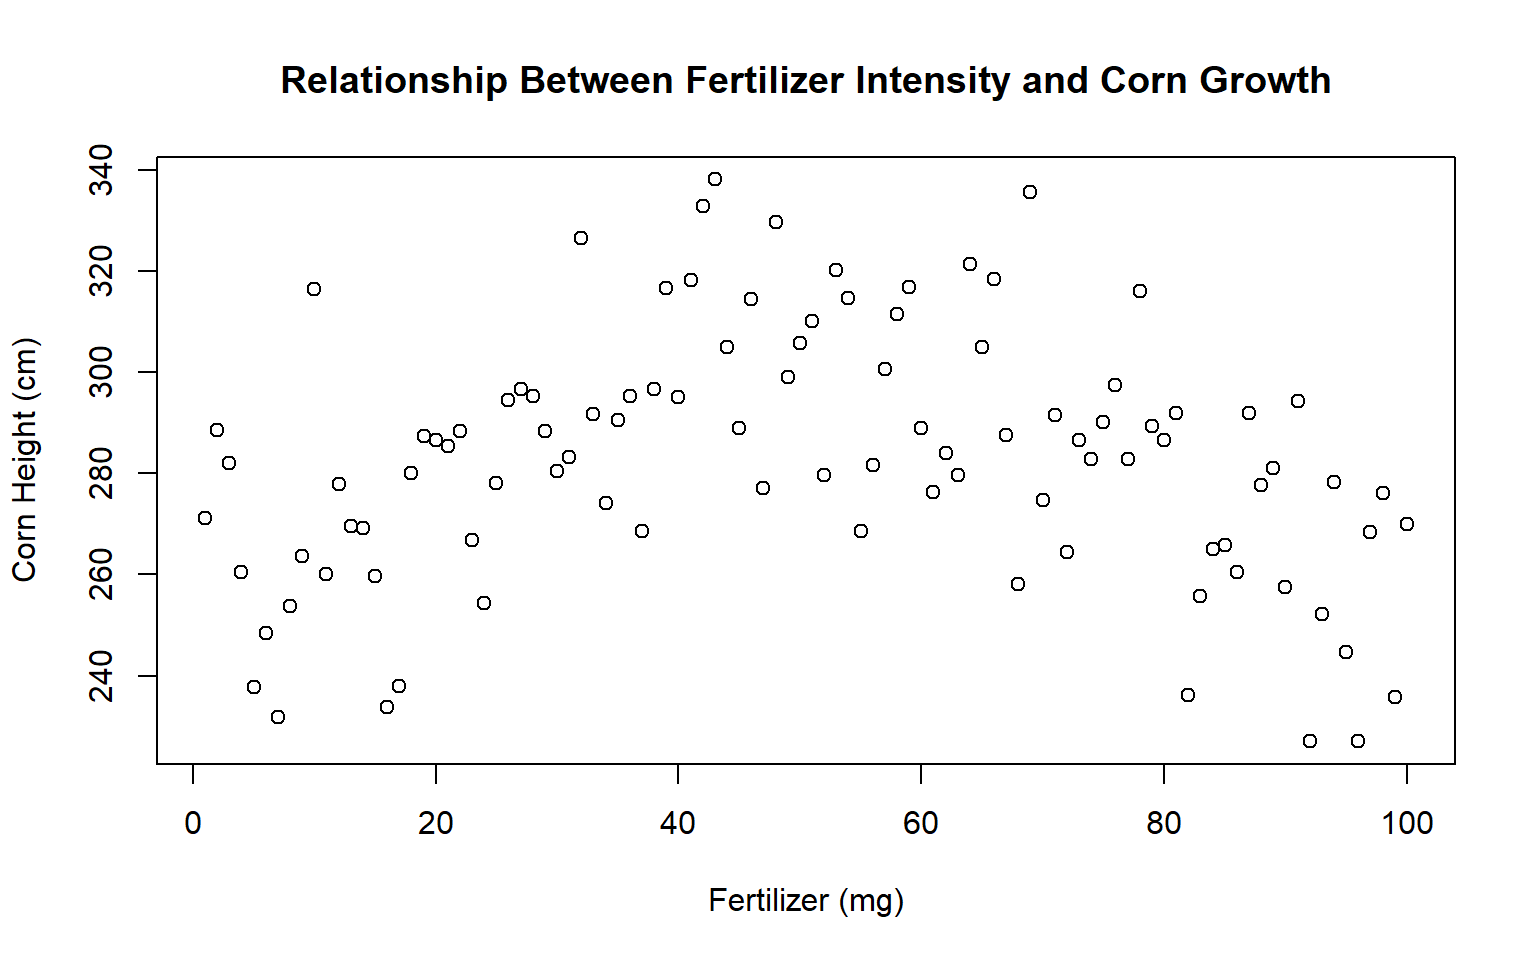 Relationship Between Fertilizer Intensity and Corn Growth
Corn Height (cm)
340
320
300
280
260
240
0 20 40 60 80 100
Fertilizer (mg)